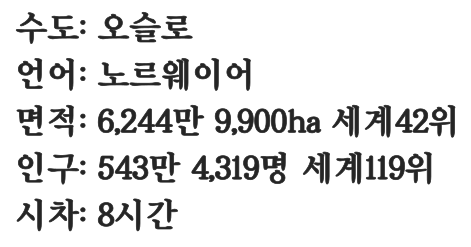 수도: 오슬로
언어: 노르웨이어
면적: 6,244만 9,900ha 세계42위
인구: 543만 4,319명 세계119위
시차: 8시간